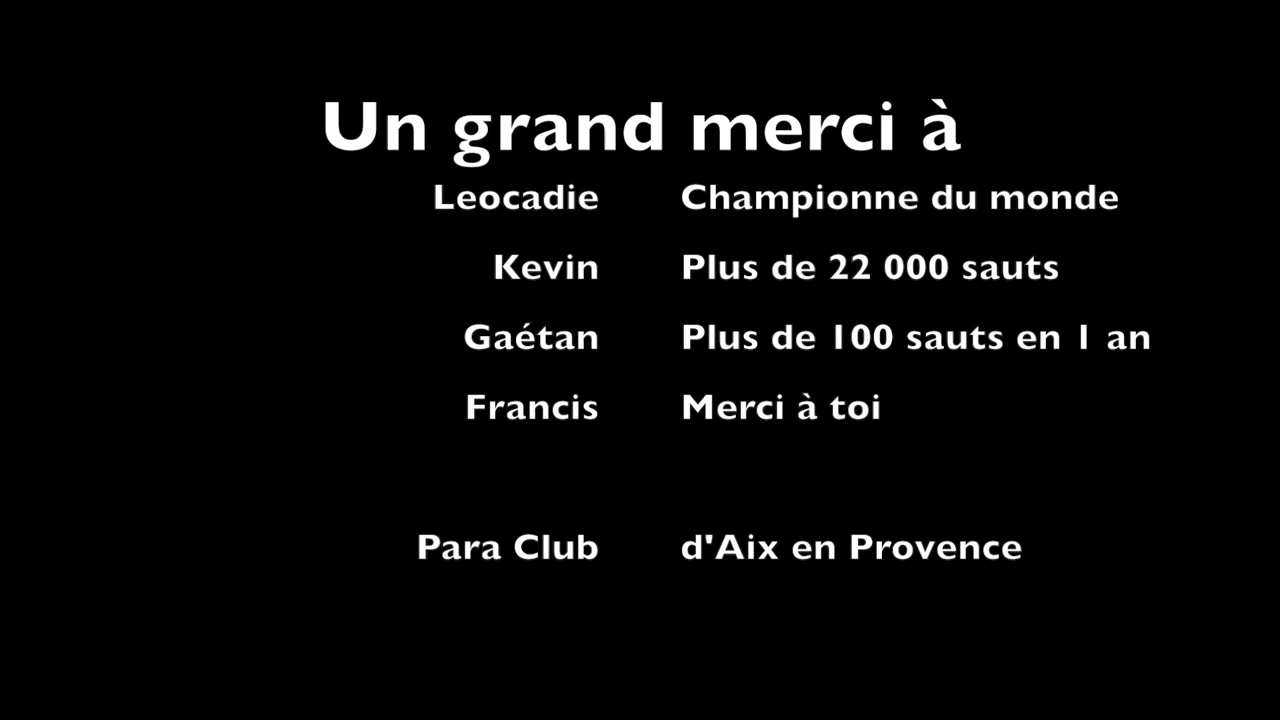 Un grand merci à
Leocadie Championne du monde
Kevin Plus de 22 000 sauts
Gaétan Plus de 100 sauts en 1 an
Francis Merci à toi
Para Club d'Aix en Provence